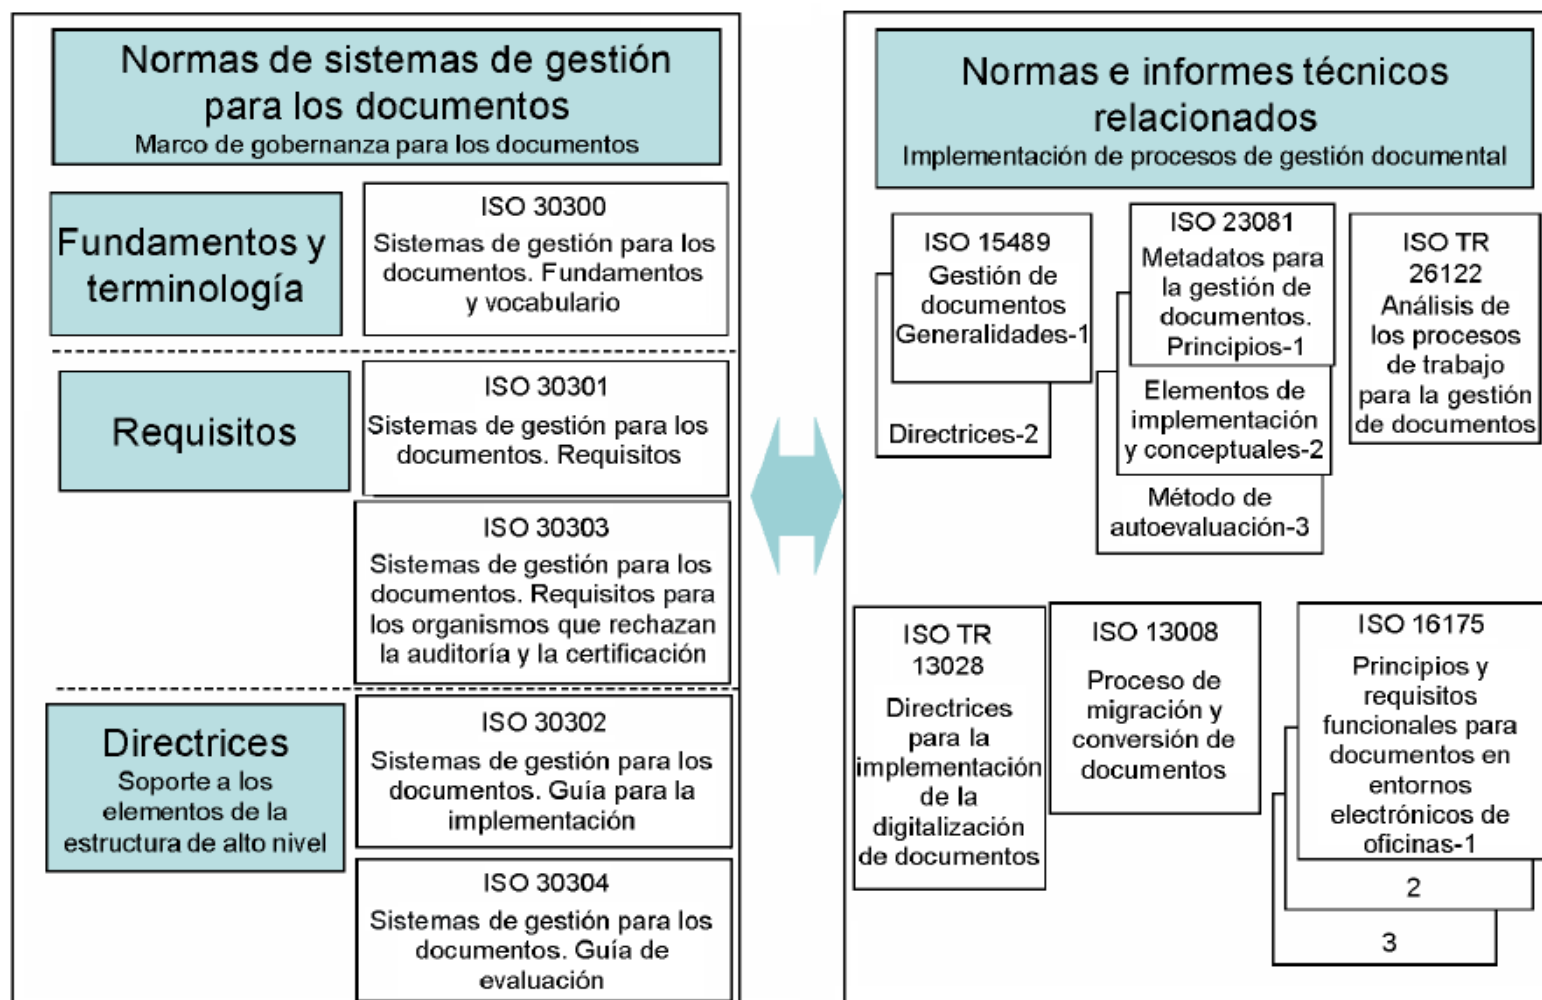 Normas de sistemas de gestión
para los documentos
Marco de gobernanza para los documentos
Fundamentos y
terminología
ISO 30300
Sistemas de gestión para los
documentos. Fundamentos
y vocabulario
Requisitos
ISO 30301
Sistemas de gestión para los
documentos. Requisitos
ISO 30303
Sistemas de gestión para los
documentos. Requisitos para
los organismos que rechazan
la auditoría y la certificación
Directrices
Soporte a los
elementos de la
estructura de alto nivel
ISO 30302
Sistemas de gestión para los
documentos. Guía para la
implementación
ISO 30304
Sistemas de gestión para los
documentos. Guía de
evaluación
Normas e informes técnicos
relacionados
Implementación de procesos de gestión documental
ISO 15489
Gestión de
documentos
Generalidades-1
Directrices-2
ISO 23081
Metadatos para
la gestión de
documentos.
Principios-1
Elementos de
implementación
y conceptuales-2
Método de
autoevaluación-3
ISO TR
26122
Análisis de
los procesos
de trabajo
para la gestión
de documentos
ISO TR
13028
Directrices
para la
implementación
de la
digitalización
de documentos
ISO 13008
Proceso de
migración y
conversión de
documentos
ISO 16175
Principios y
requisitos
funcionales para
documentos en
entornos
electrónicos de
oficinas-1
2
3